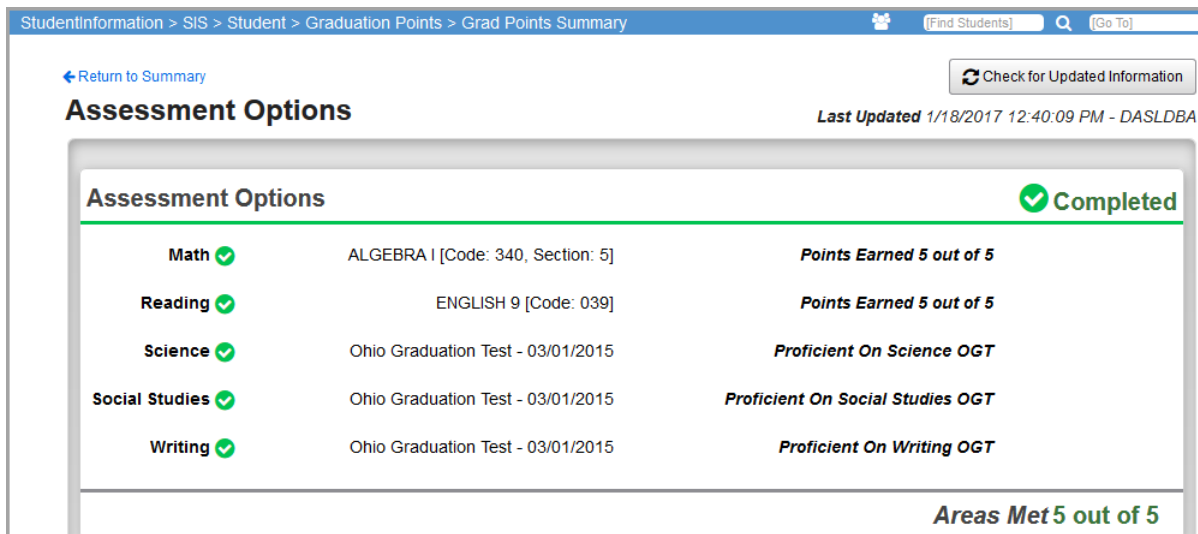 StudentInformation > SIS > Student > Graduation Points > Grad Points Summary [Find Students] [Go To]
Return to Summary Check for Updated Information
Assessment Options Last Updated 1/18/2017 12:40:09 PM - DASLDBA
Assessment Options Completed
Math ALGEBRA I [Code: 340, Section: 5] Points Earned 5 out of 5
Reading ENGLISH 9 [Code: 039] Points Earned 5 out of 5
Science Ohio Graduation Test - 03/01/2015 Proficient On Science OGT
Social Studies Ohio Graduation Test - 03/01/2015 Proficient On Social Studies OGT
Writing Ohio Graduation Test - 03/01/2015 Proficient On Writing OGT
Areas Met 5 out of 5